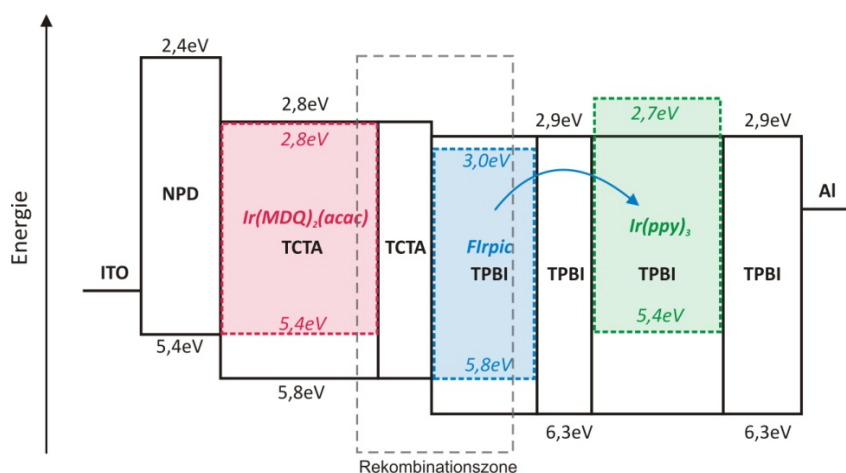 Energie
2,4eV
2,8eV
2,9eV
2,7eV
2,9eV
2,8eV
3,0eV
Al
NPD
Ir(MDQ)₂(acac)
TCTA
TCTA
FIrpic
TPBI
TPBI
Ir(ppy)₃
TPBI
TPBI
ITO
5,4eV
5,4eV
5,4eV
5,8eV
5,8eV
6,3eV
6,3eV
Rekombinationszone